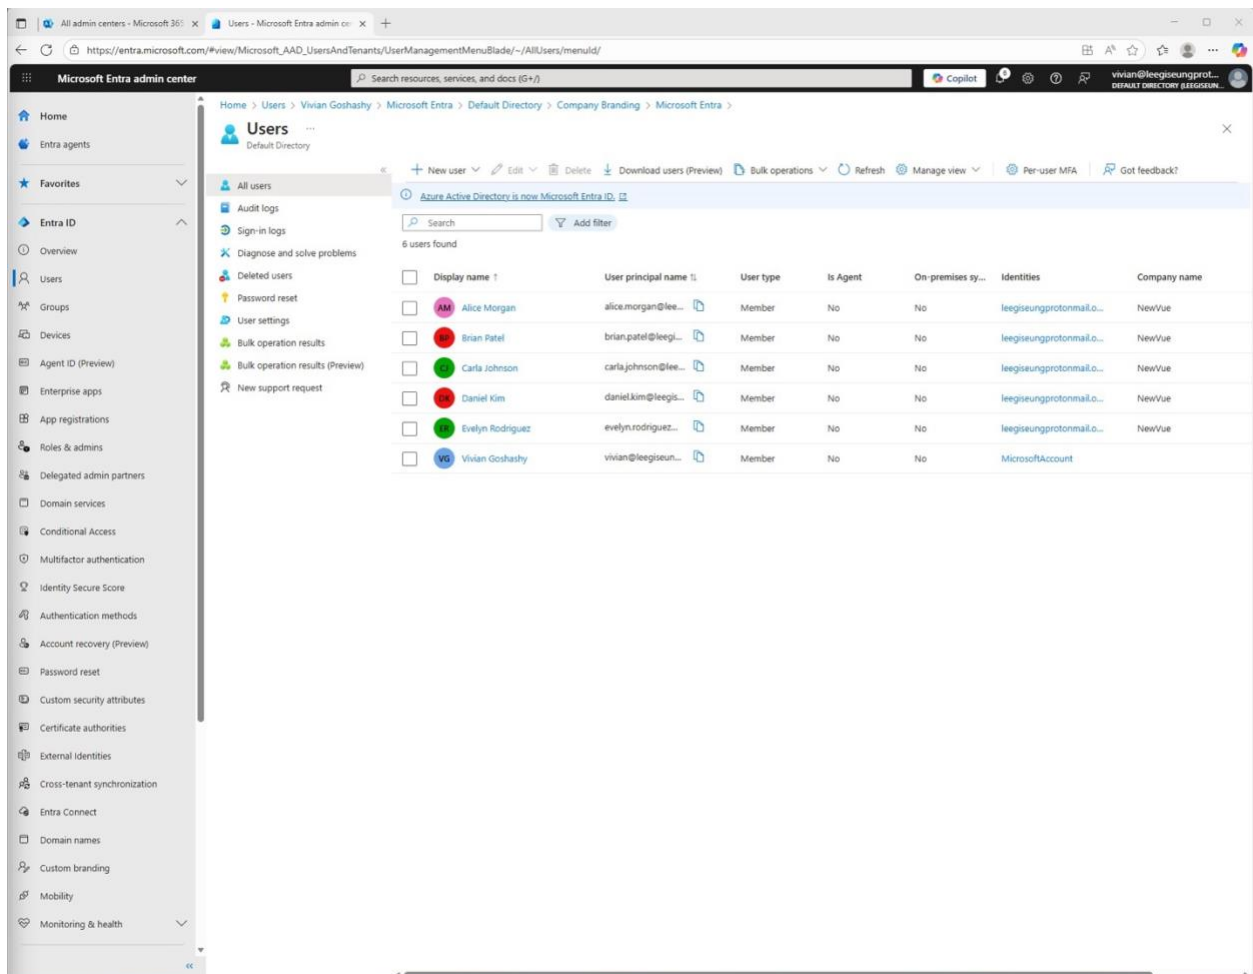 All admin centers - Microsoft 365
Users - Microsoft Entra admin ce
https://entra.microsoft.com/#view/Microsoft_AAD_UsersAndTenants/UserManagementMenuBlade/~/AllUsers/menuId/
Microsoft Entra admin center
Search resources, services, and docs (G+/)
Copilot
vivian@leegiseungprot...
DEFAULT DIRECTORY (LEEGISEUN...
Home
Entra agents
Favorites
Entra ID
Overview
Users
Groups
Devices
Agent ID (Preview)
Enterprise apps
App registrations
Roles & admins
Delegated admin partners
Domain services
Conditional Access
Multifactor authentication
Identity Secure Score
Authentication methods
Account recovery (Preview)
Password reset
Custom security attributes
Certificate authorities
External Identities
Cross-tenant synchronization
Entra Connect
Domain names
Custom branding
Mobility
Monitoring & health
Home > Users > Vivian Goshashy > Microsoft Entra > Default Directory > Company Branding > Microsoft Entra >
Users ...
Default Directory
All users
Audit logs
Sign-in logs
Diagnose and solve problems
Deleted users
Password reset
User settings
Bulk operation results
Bulk operation results (Preview)
New support request
New user Edit Delete Download users (Preview) Bulk operations Refresh Manage view Per-user MFA Got feedback?
Azure Active Directory is now Microsoft Entra ID.
Search Add filter
6 users found
Display name ↑ User principal name ↑↓ User type Is Agent On-premises sy... Identities Company name
AM Alice Morgan alice.morgan@lee... Member No No leegiseungprotonmail.o... NewVue
BP Brian Patel brian.patel@leegi... Member No No leegiseungprotonmail.o... NewVue
CJ Carla Johnson carla.johnson@lee... Member No No leegiseungprotonmail.o... NewVue
DK Daniel Kim daniel.kim@leegis... Member No No leegiseungprotonmail.o... NewVue
ER Evelyn Rodriguez evelyn.rodriguez... Member No No leegiseungprotonmail.o... NewVue
VG Vivian Goshashy vivian@leegiseun... Member No No MicrosoftAccount